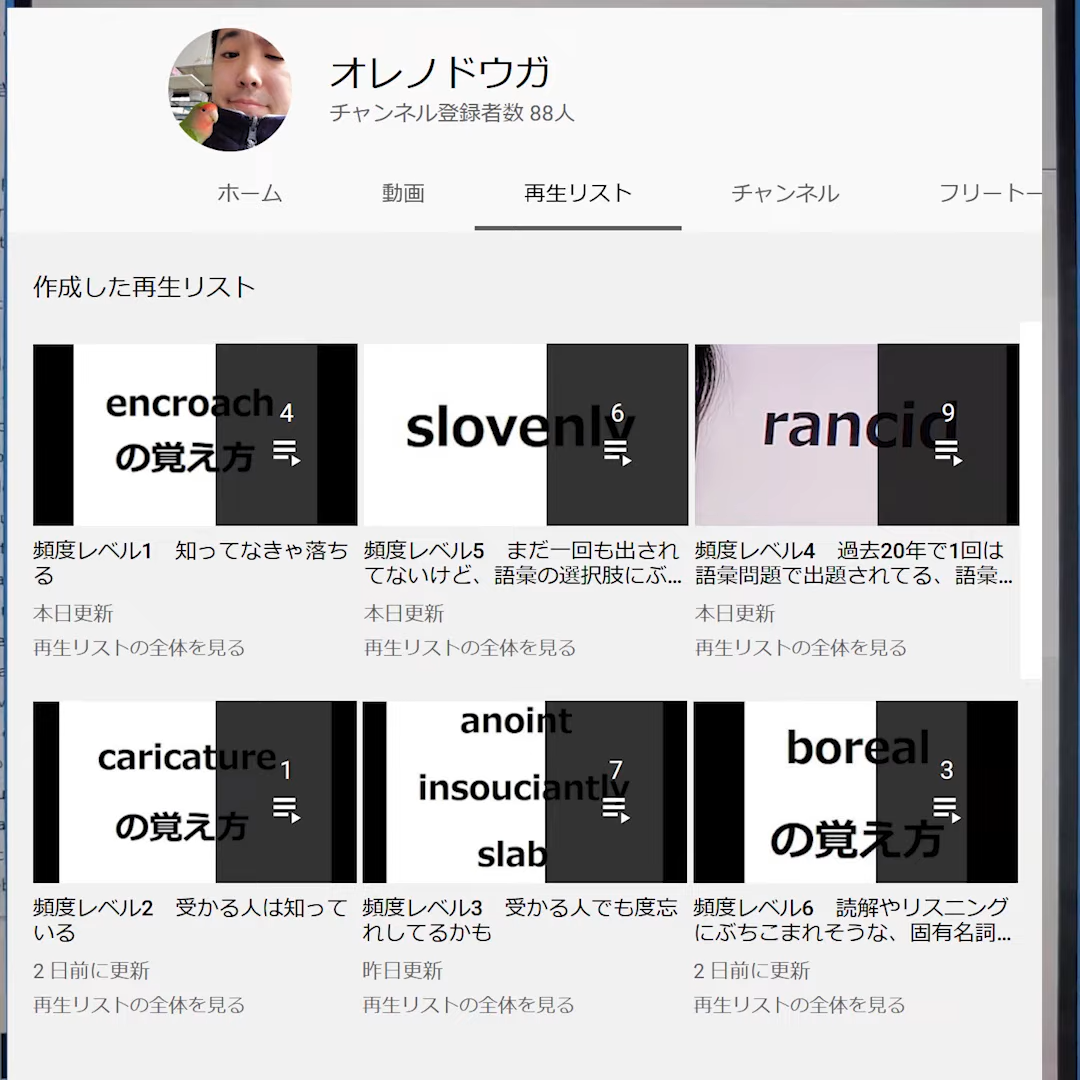 オレノドウガ
チャンネル登録者数 88人
ホーム 動画 再生リスト チャンネル フリートー
作成した再生リスト
encroach
の覚え方
4
slovenly
6
rancid
9
頻度レベル1 知ってなきゃ落ち
る
本日更新
再生リストの全体を見る
頻度レベル5 まだ一回も出され
てないけど、語彙の選択肢にぶ...
本日更新
再生リストの全体を見る
頻度レベル4 過去20年で1回は
語彙問題で出題されてる、語彙...
本日更新
再生リストの全体を見る
caricature
の覚え方
1
anoint
insouciantly
slab
7
boreal
の覚え方
3
頻度レベル2 受かる人は知って
いる
2 日前に更新
再生リストの全体を見る
頻度レベル3 受かる人でも度忘
れしてるかも
昨日更新
再生リストの全体を見る
頻度レベル6 読解やリスニング
にぶちこまれそうな、固有名詞...
2 日前に更新
再生リストの全体を見る